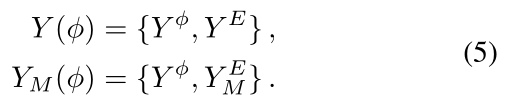 Y(ϕ) = {Y^ϕ, Y^E} ,
Y_M(ϕ) = {Y^ϕ, Y_M^E} .
(5)